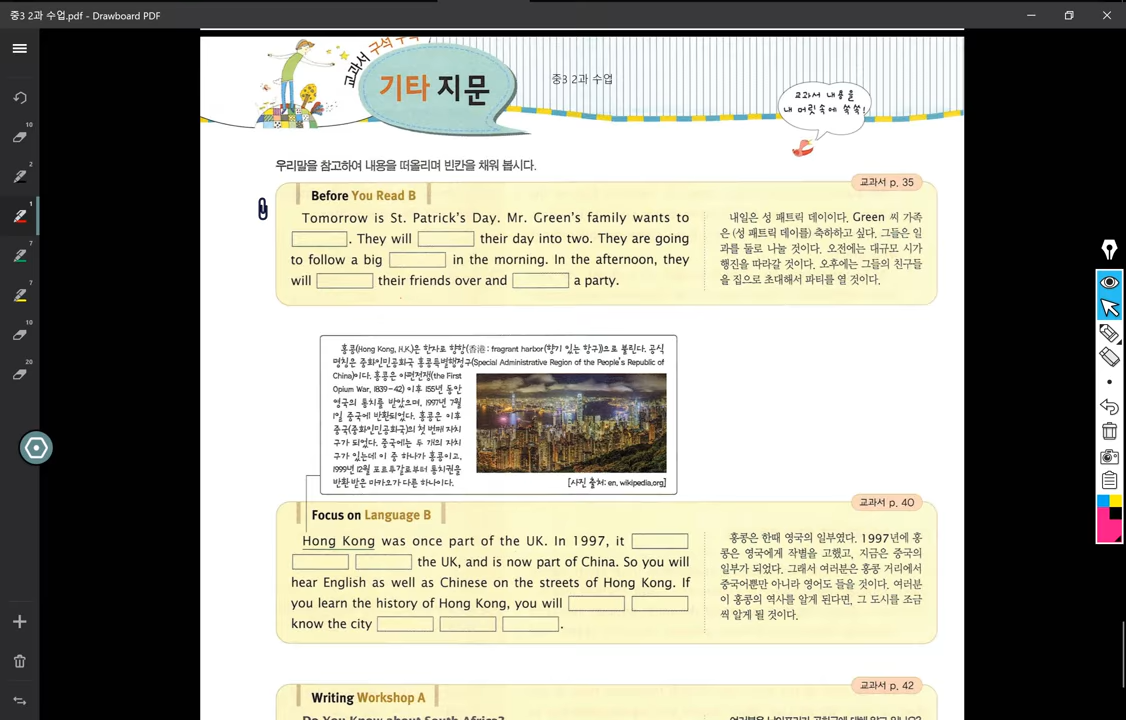 중3 2과 수업.pdf - Drawboard PDF
교과서 구석 구석
기타 지문
중3 2과 수업
교과서 내용을
내 머릿속에 쏙쏙!
우리말을 참고하여 내용을 떠올리며 빈칸을 채워 봅시다.
교과서 p. 35
Before You Read B
Tomorrow is St. Patrick's Day. Mr. Green's family wants to
. They will their day into two. They are going
to follow a big in the morning. In the afternoon, they
will their friends over and a party.
내일은 성 패트릭 데이이다. Green 씨 가족
은 (성 패트릭 데이를) 축하하고 싶다. 그들은 일
과를 둘로 나눌 것이다. 오전에는 대규모 시가
행진을 따라갈 것이다. 오후에는 그들의 친구들
을 집으로 초대해서 파티를 열 것이다.
홍콩(Hong Kong, H.K.)은 한자로 향항(香港 : fragrant harbor(향기 있는 항구))으로 불린다. 공식
명칭은 중화인민공화국 홍콩특별행정구(Special Administrative Region of the People's Republic of
China)이다. 홍콩은 아편전쟁(the First
Opium War, 1839-42) 이후 155년 동안
영국의 통치를 받았으며, 1997년 7월
1일 중국에 반환되었다. 홍콩은 이후
중국(중화인민공화국)의 첫 번째 자치
구가 되었다. 중국에는 두 개의 자치
구가 있는데 이 중 하나가 홍콩이고,
1999년 12월 포르투갈로부터 통치권을
반환 받은 마카오가 다른 하나이다.
[사진 출처: en, wikipedia,org]
교과서 p. 40
Focus on Language B
Hong Kong was once part of the UK. In 1997, it
the UK, and is now part of China. So you will
hear English as well as Chinese on the streets of Hong Kong. If
you learn the history of Hong Kong, you will
know the city .
홍콩은 한때 영국의 일부였다. 1997년에 홍
콩은 영국에게 작별을 고했고, 지금은 중국의
일부가 되었다. 그래서 여러분은 홍콩 거리에서
중국어뿐만 아니라 영어도 들을 것이다. 여러분
이 홍콩의 역사를 알게 된다면, 그 도시를 조금
씩 알게 될 것이다.
교과서 p. 42
Writing Workshop A
Do You Know about South Africa?
10
2
1
7
7
10
20